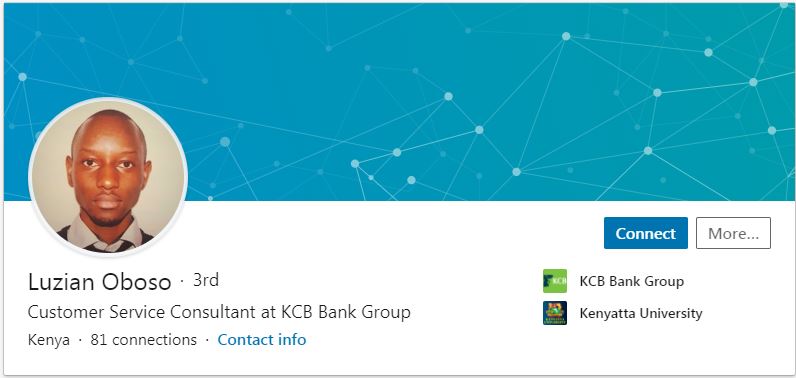 Connect
More...
Luzian Oboso · 3rd
Customer Service Consultant at KCB Bank Group
Kenya · 81 connections · Contact info
KCB
KCB Bank Group
Kenyatta University